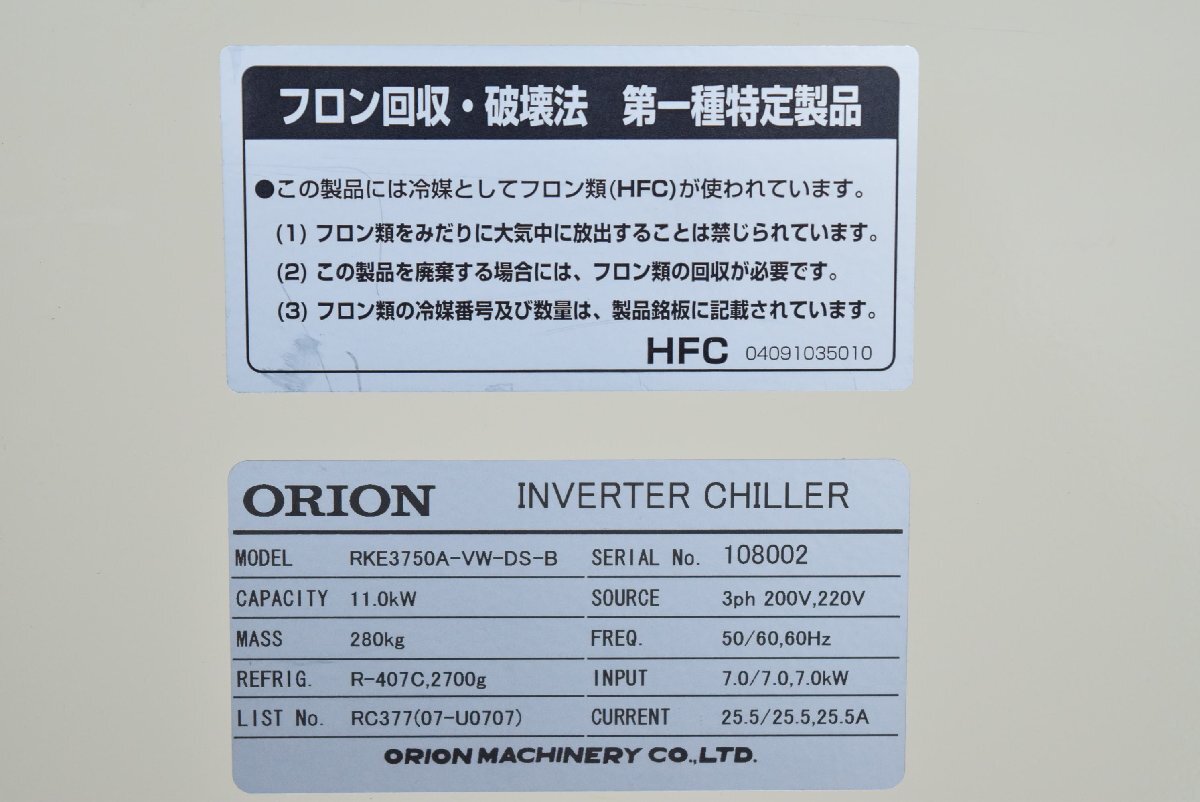 フロン回収・破壊法　第一種特定製品
●この製品には冷媒としてフロン類(HFC)が使われています。
(1) フロン類をみだりに大気中に放出することは禁じられています。
(2) この製品を廃棄する場合には、フロン類の回収が必要です。
(3) フロン類の冷媒番号及び数量は、製品銘板に記載されています。
HFC 04091035010
ORION INVERTER CHILLER
MODEL RKE3750A-VW-DS-B SERIAL No. 108002
CAPACITY 11.0kW SOURCE 3ph 200V,220V
MASS 280kg FREQ. 50/60,60Hz
REFRIG. R-407C,2700g INPUT 7.0/7.0,7.0kW
LIST No. RC377(07-U0707) CURRENT 25.5/25.5,25.5A
ORION MACHINERY CO.,LTD.